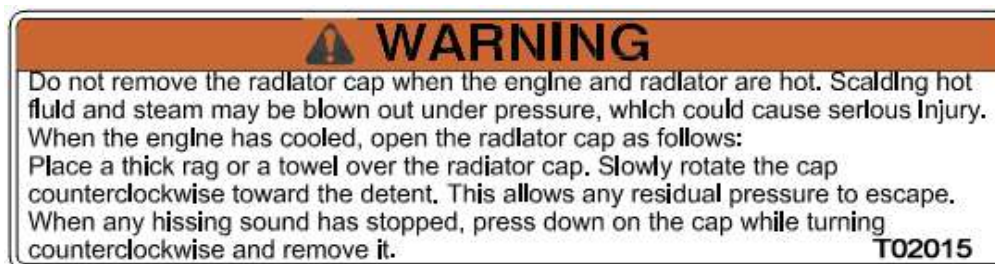 WARNING
Do not remove the radiator cap when the engine and radiator are hot. Scalding hot
fluid and steam may be blown out under pressure, which could cause serious injury.
When the engine has cooled, open the radiator cap as follows:
Place a thick rag or a towel over the radiator cap. Slowly rotate the cap
counterclockwise toward the detent. This allows any residual pressure to escape.
When any hissing sound has stopped, press down on the cap while turning
counterclockwise and remove it. T02015